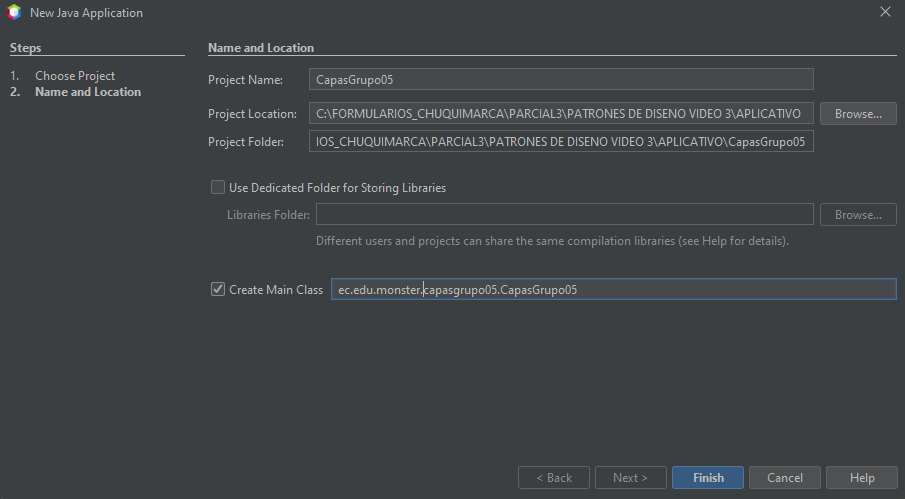 New Java Application
Steps
1. Choose Project
2. Name and Location
Name and Location
Project Name: CapasGrupo05
Project Location: C:\FORMULARIOS_CHUQUIMARCA\PARCIAL3\PATRONES DE DISENO VIDEO 3\APLICATIVO Browse...
Project Folder: IOS_CHUQUIMARCA\PARCIAL3\PATRONES DE DISENO VIDEO 3\APLICATIVO\CapasGrupo05
Use Dedicated Folder for Storing Libraries
Libraries Folder: Browse...
Different users and projects can share the same compilation libraries (see Help for details).
Create Main Class ec.edu.monster.capasgrupo05.CapasGrupo05
< Back Next > Finish Cancel Help